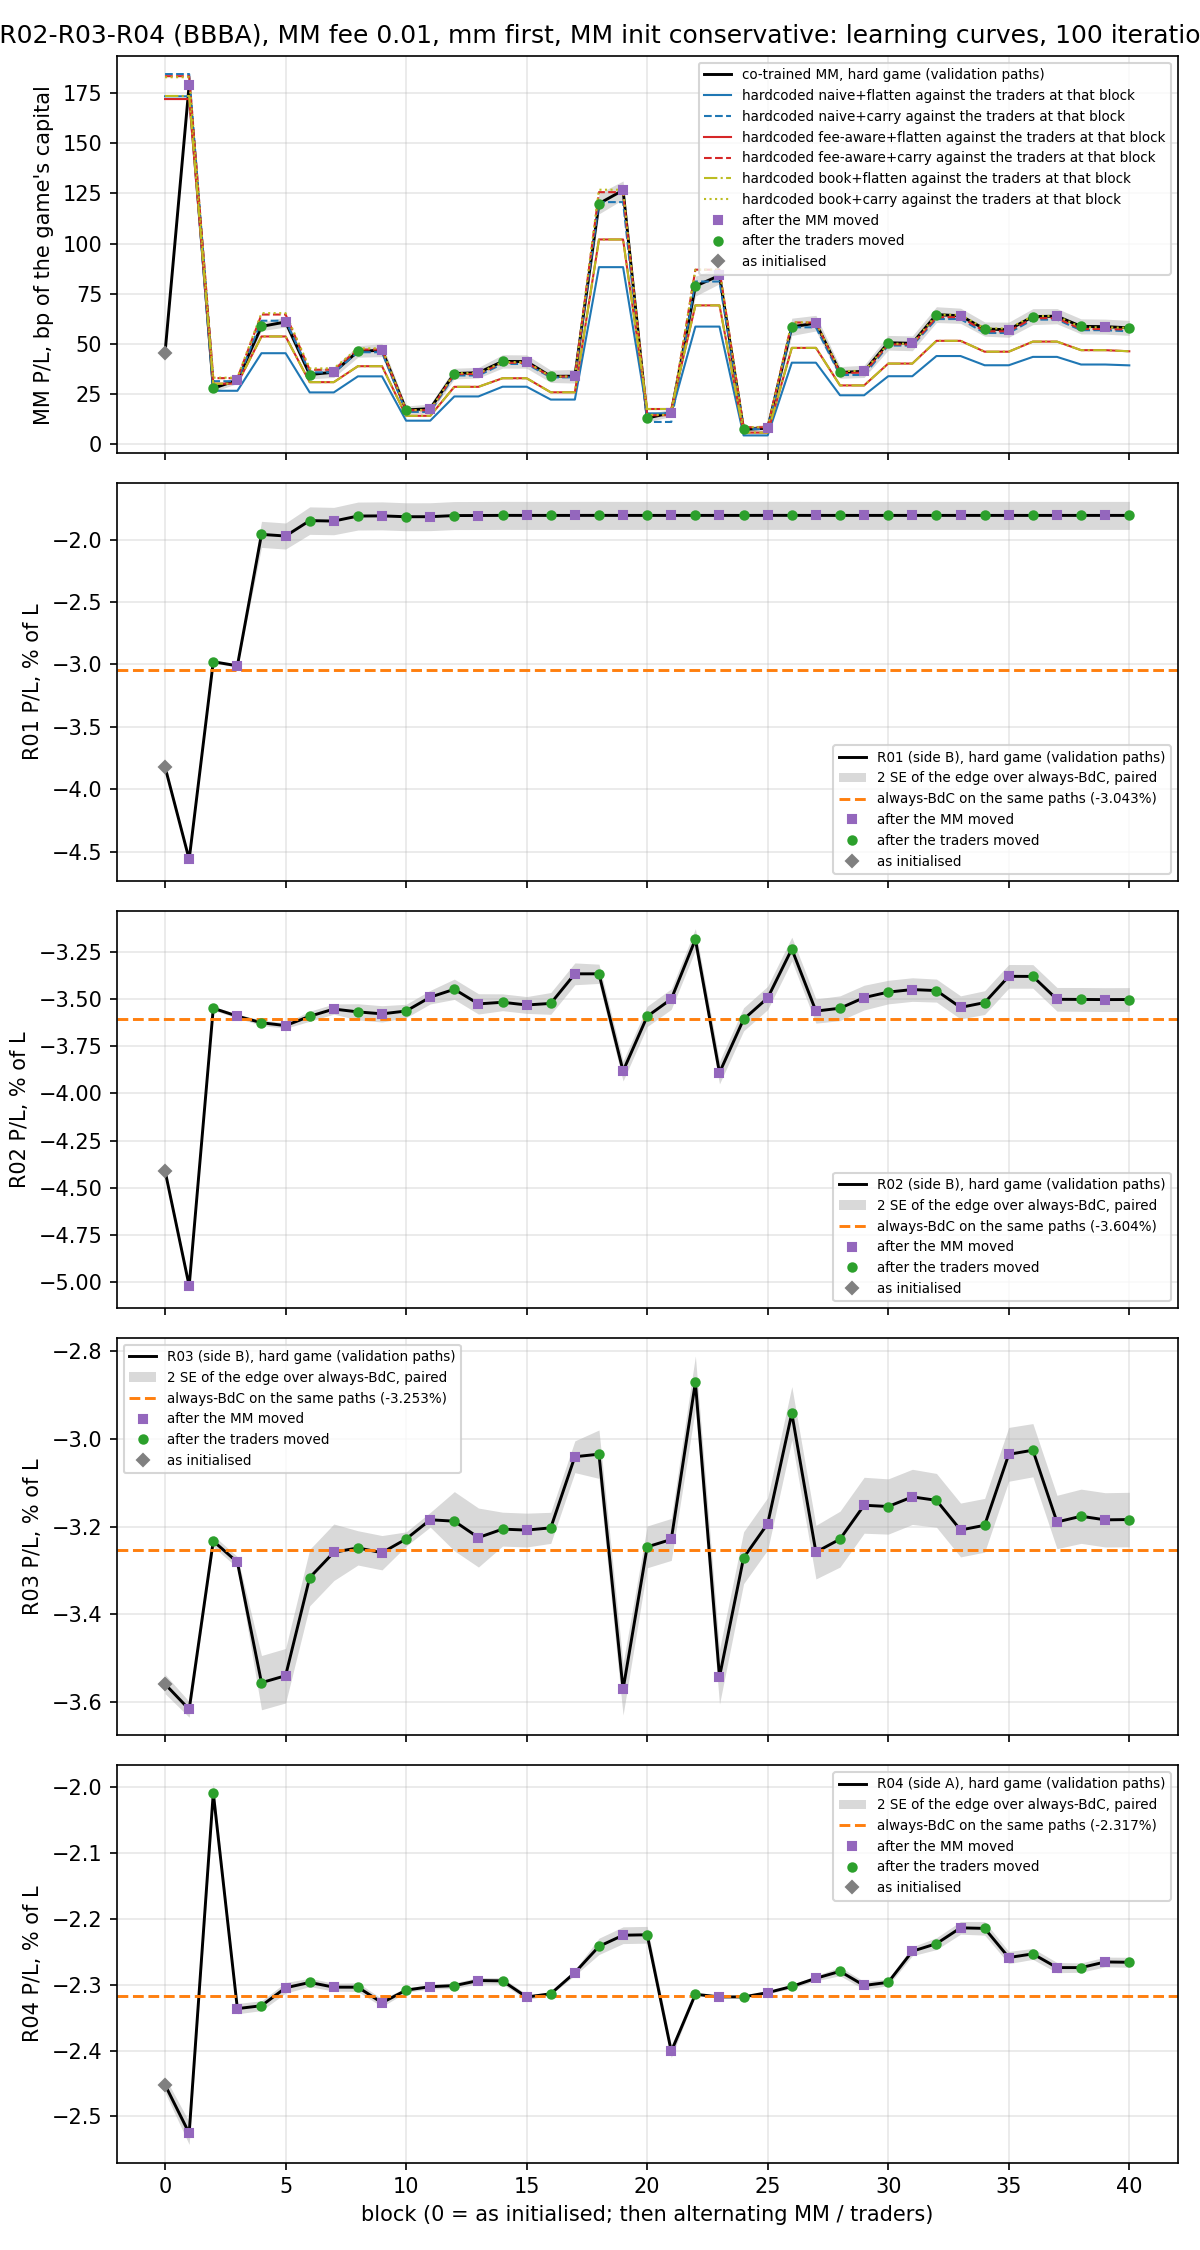 R02-R03-R04 (BBBA), MM fee 0.01, mm first, MM init conservative: learning curves, 100 iteratio
MM P/L, bp of the game's capital
175
150
125
100
75
50
25
0
co-trained MM, hard game (validation paths)
hardcoded naive+flatten against the traders at that block
hardcoded naive+carry against the traders at that block
hardcoded fee-aware+flatten against the traders at that block
hardcoded fee-aware+carry against the traders at that block
hardcoded book+flatten against the traders at that block
hardcoded book+carry against the traders at that block
after the MM moved
after the traders moved
as initialised
R01 P/L, % of L
−2.0
−2.5
−3.0
−3.5
−4.0
−4.5
R01 (side B), hard game (validation paths)
2 SE of the edge over always-BdC, paired
always-BdC on the same paths (-3.043%)
after the MM moved
after the traders moved
as initialised
R02 P/L, % of L
−3.25
−3.50
−3.75
−4.00
−4.25
−4.50
−4.75
−5.00
R02 (side B), hard game (validation paths)
2 SE of the edge over always-BdC, paired
always-BdC on the same paths (-3.604%)
after the MM moved
after the traders moved
as initialised
R03 P/L, % of L
−2.8
−3.0
−3.2
−3.4
−3.6
R03 (side B), hard game (validation paths)
2 SE of the edge over always-BdC, paired
always-BdC on the same paths (-3.253%)
after the MM moved
after the traders moved
as initialised
R04 P/L, % of L
−2.0
−2.1
−2.2
−2.3
−2.4
−2.5
R04 (side A), hard game (validation paths)
2 SE of the edge over always-BdC, paired
always-BdC on the same paths (-2.317%)
after the MM moved
after the traders moved
as initialised
0 5 10 15 20 25 30 35 40
block (0 = as initialised; then alternating MM / traders)